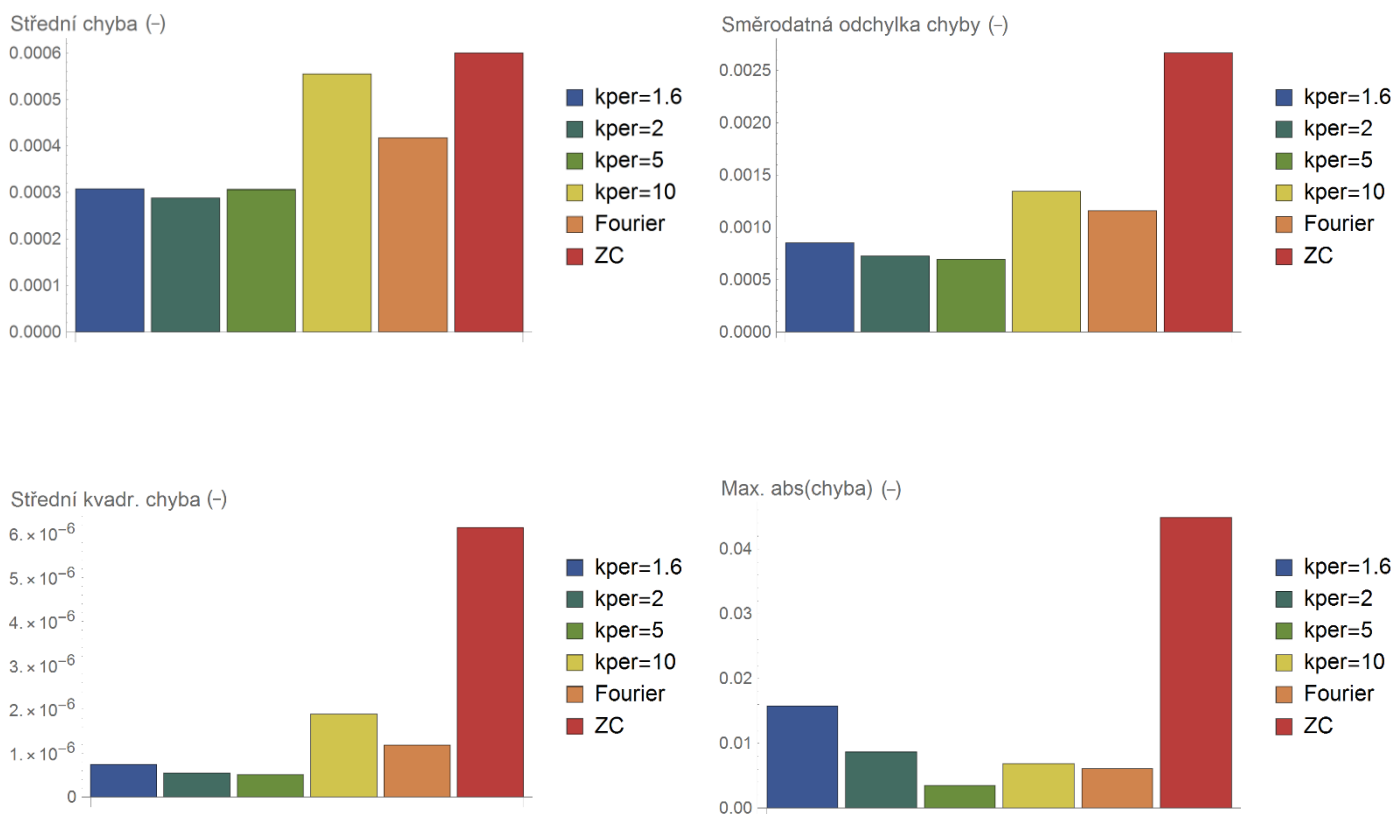 Střední chyba (−)
0.0006
0.0005
0.0004
0.0003
0.0002
0.0001
0.0000
kper=1.6
kper=2
kper=5
kper=10
Fourier
ZC
Směrodatná odchylka chyby (−)
0.0025
0.0020
0.0015
0.0010
0.0005
0.0000
kper=1.6
kper=2
kper=5
kper=10
Fourier
ZC
Střední kvadr. chyba (−)
6. × 10⁻⁶
5. × 10⁻⁶
4. × 10⁻⁶
3. × 10⁻⁶
2. × 10⁻⁶
1. × 10⁻⁶
0
kper=1.6
kper=2
kper=5
kper=10
Fourier
ZC
Max. abs(chyba) (−)
0.04
0.03
0.02
0.01
0.00
kper=1.6
kper=2
kper=5
kper=10
Fourier
ZC